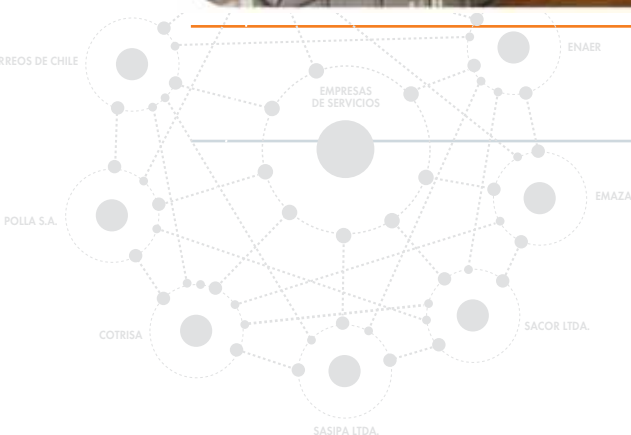 RREOS DE CHILE
ENAER
EMPRESAS
DE SERVICIOS
POLLA S.A.
EMAZA
COTRISA
SACOR LTDA.
SASIPA LTDA.